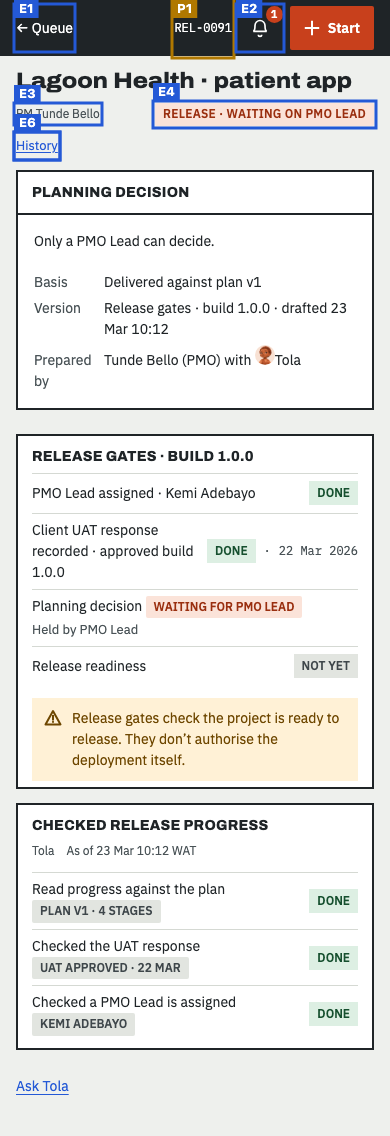 E1
P1
E2
← Queue
REL-0091
1
Start
Lagoon Health · patient app
E3
E4
PM Tunde Bello
RELEASE · WAITING ON PMO LEAD
E6
History
PLANNING DECISION
Only a PMO Lead can decide.
Basis Delivered against plan v1
Version Release gates · build 1.0.0 · drafted 23
Mar 10:12
Prepared Tunde Bello (PMO) with Tola
by
RELEASE GATES · BUILD 1.0.0
PMO Lead assigned · Kemi Adebayo DONE
Client UAT response
recorded · approved build DONE · 22 Mar 2026
1.0.0
Planning decision WAITING FOR PMO LEAD
Held by PMO Lead
Release readiness NOT YET
Release gates check the project is ready to
release. They don’t authorise the
deployment itself.
CHECKED RELEASE PROGRESS
Tola As of 23 Mar 10:12 WAT
Read progress against the plan
PLAN V1 · 4 STAGES DONE
Checked the UAT response
UAT APPROVED · 22 MAR DONE
Checked a PMO Lead is assigned
KEMI ADEBAYO DONE
Ask Tola